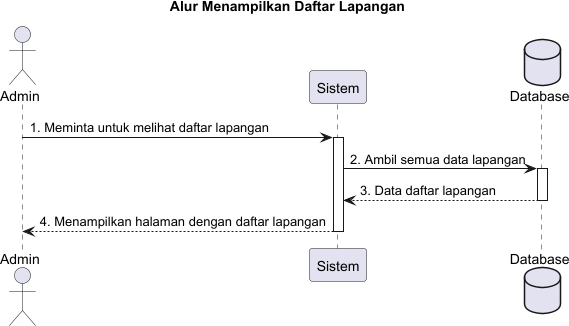 Alur Menampilkan Daftar Lapangan
Admin
Sistem
Database
1. Meminta untuk melihat daftar lapangan
2. Ambil semua data lapangan
3. Data daftar lapangan
4. Menampilkan halaman dengan daftar lapangan
Admin
Sistem
Database